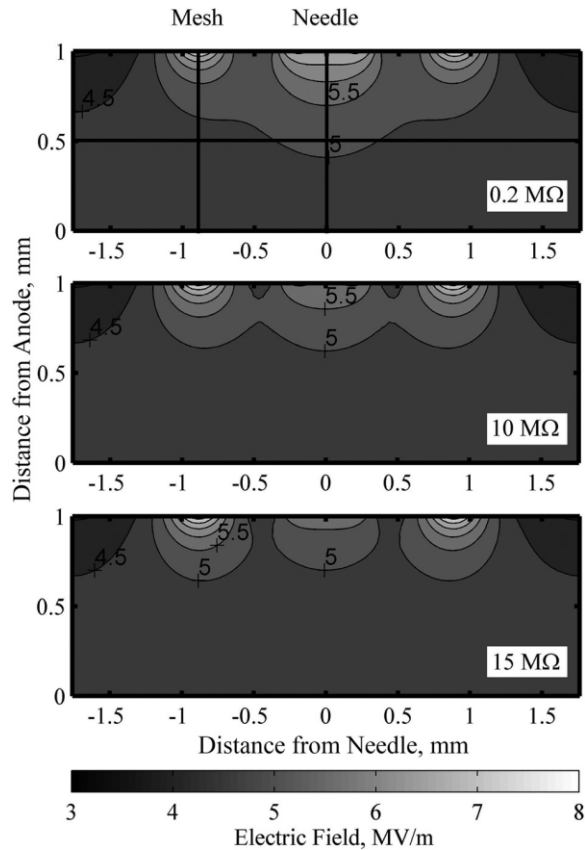 Mesh Needle
1
4.5
5.5
0.5
5
0.2 MΩ
0
-1.5 -1 -0.5 0 0.5 1 1.5
1
5.5
4.5
5
0.5
10 MΩ
0
-1.5 -1 -0.5 0 0.5 1 1.5
1
5.5
4.5
5
5
0.5
15 MΩ
0
-1.5 -1 -0.5 0 0.5 1 1.5
Distance from Anode, mm
Distance from Needle, mm
3 4 5 6 7 8
Electric Field, MV/m